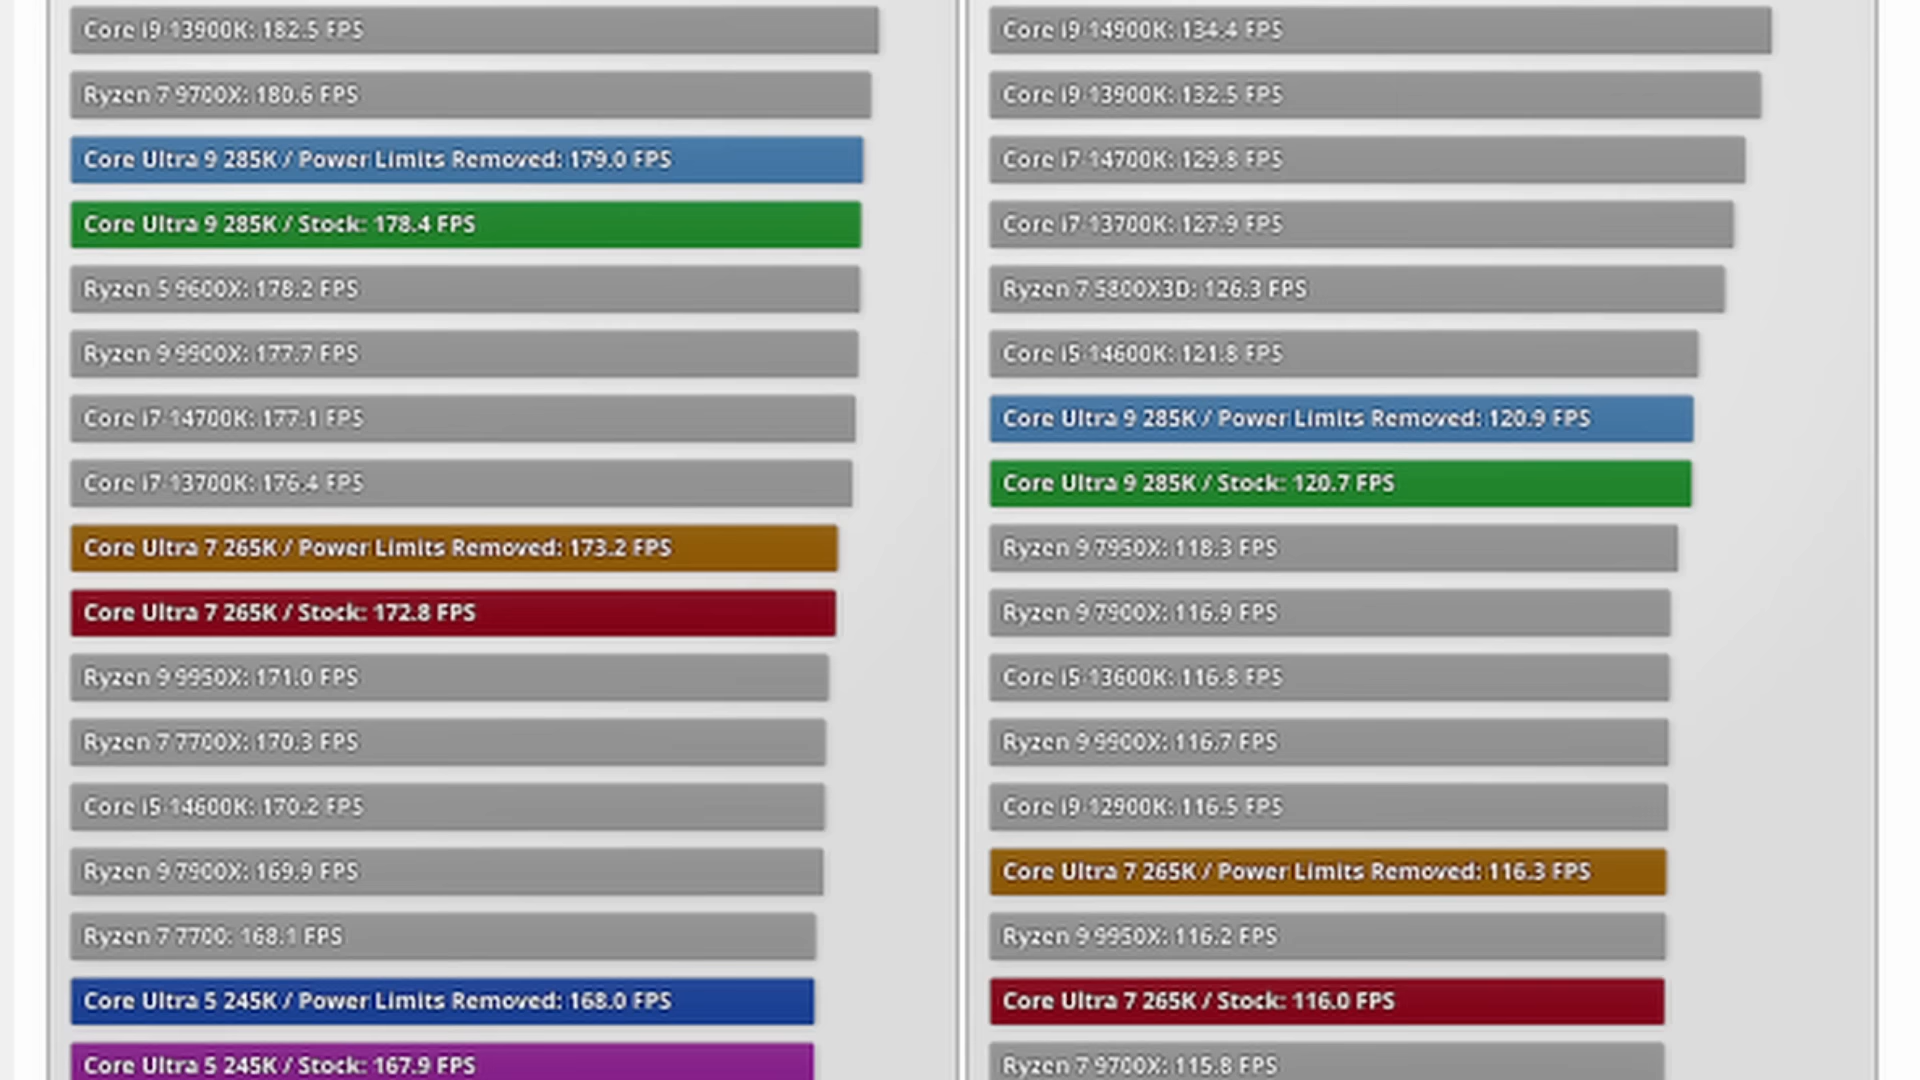 Core i9-13900K: 182.5 FPS
Ryzen 7 9700X: 180.6 FPS
Core Ultra 9 285K / Power Limits Removed: 179.0 FPS
Core Ultra 9 285K / Stock: 178.4 FPS
Ryzen 5 9600X: 178.2 FPS
Ryzen 9 9900X: 177.7 FPS
Core i7-14700K: 177.1 FPS
Core i7-13700K: 176.4 FPS
Core Ultra 7 265K / Power Limits Removed: 173.2 FPS
Core Ultra 7 265K / Stock: 172.8 FPS
Ryzen 9 9950X: 171.0 FPS
Ryzen 7 7700X: 170.3 FPS
Core i5-14600K: 170.2 FPS
Ryzen 9 7900X: 169.9 FPS
Ryzen 7 7700: 168.1 FPS
Core Ultra 5 245K / Power Limits Removed: 168.0 FPS
Core Ultra 5 245K / Stock: 167.9 FPS
Core i9-14900K: 134.4 FPS
Core i9-13900K: 132.5 FPS
Core i7-14700K: 129.8 FPS
Core i7-13700K: 127.9 FPS
Ryzen 7 5800X3D: 126.3 FPS
Core i5-14600K: 121.8 FPS
Core Ultra 9 285K / Power Limits Removed: 120.9 FPS
Core Ultra 9 285K / Stock: 120.7 FPS
Ryzen 9 7950X: 118.3 FPS
Ryzen 9 7900X: 116.9 FPS
Core i5-13600K: 116.8 FPS
Ryzen 9 9900X: 116.7 FPS
Core i9-12900K: 116.5 FPS
Core Ultra 7 265K / Power Limits Removed: 116.3 FPS
Ryzen 9 9950X: 116.2 FPS
Core Ultra 7 265K / Stock: 116.0 FPS
Ryzen 7 9700X: 115.8 FPS